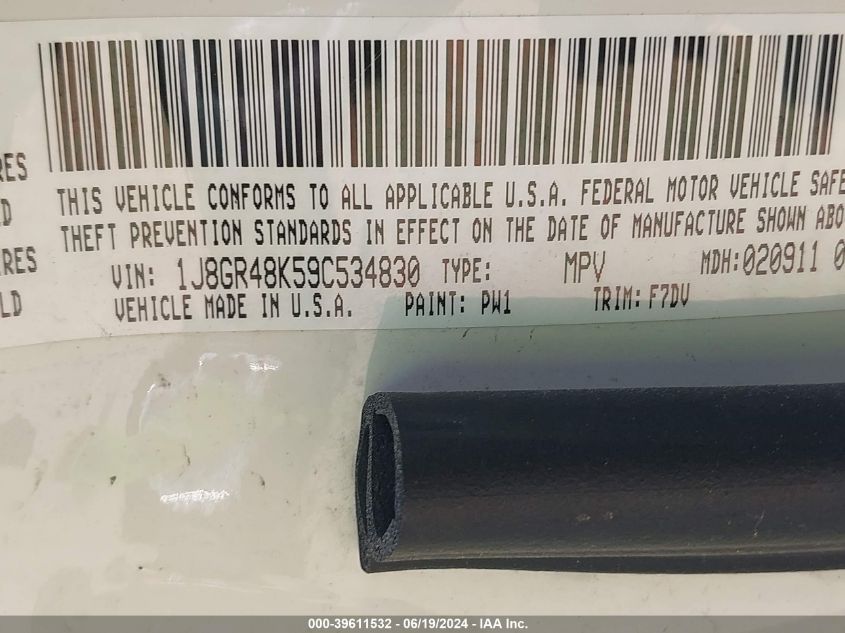 RES
THIS VEHICLE CONFORMS TO ALL APPLICABLE U.S.A. FEDERAL MOTOR VEHICLE SAFE
THEFT PREVENTION STANDARDS IN EFFECT ON THE DATE OF MANUFACTURE SHOWN ABO
RES
VIN: 1J8GR48K59C534830 TYPE: MPV MDH:020911 0
LD
VEHICLE MADE IN U.S.A. PAINT: PW1 TRIM: F7DV
000-39611532 - 06/19/2024 - IAA Inc.